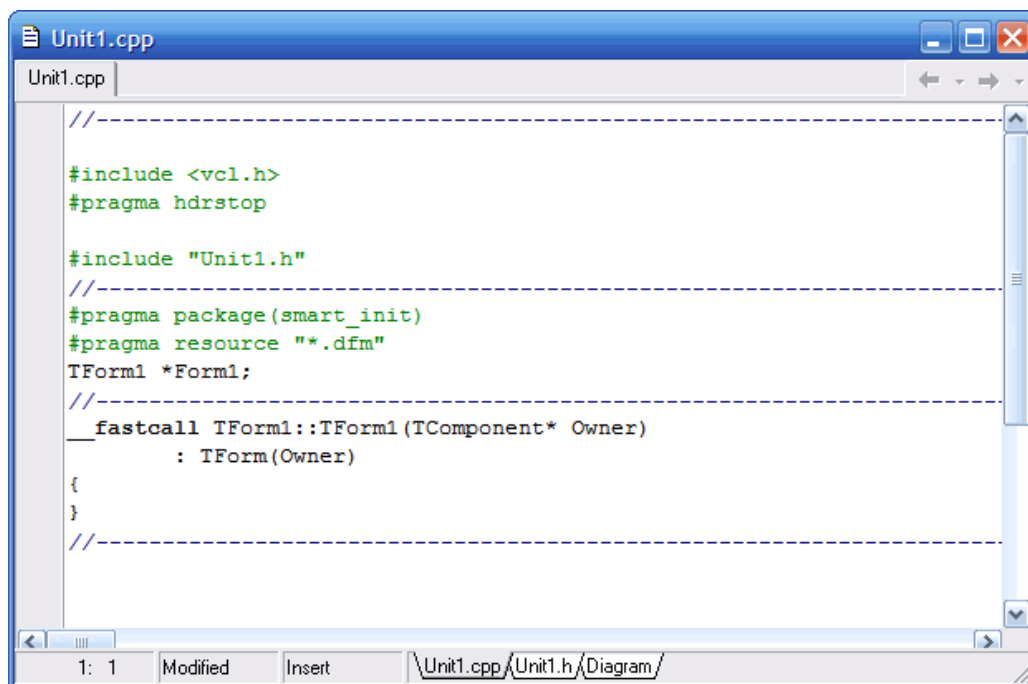 Unit1.cpp
Unit1.cpp
//---------------------------------------------------------------------
#include <vcl.h>
#pragma hdrstop
#include "Unit1.h"
//---------------------------------------------------------------------
#pragma package(smart_init)
#pragma resource "*.dfm"
TForm1 *Form1;
//---------------------------------------------------------------------
__fastcall TForm1::TForm1(TComponent* Owner)
        : TForm(Owner)
{
}
//---------------------------------------------------------------------
1: 1 Modified Insert \Unit1.cpp/Unit1.h/Diagram/